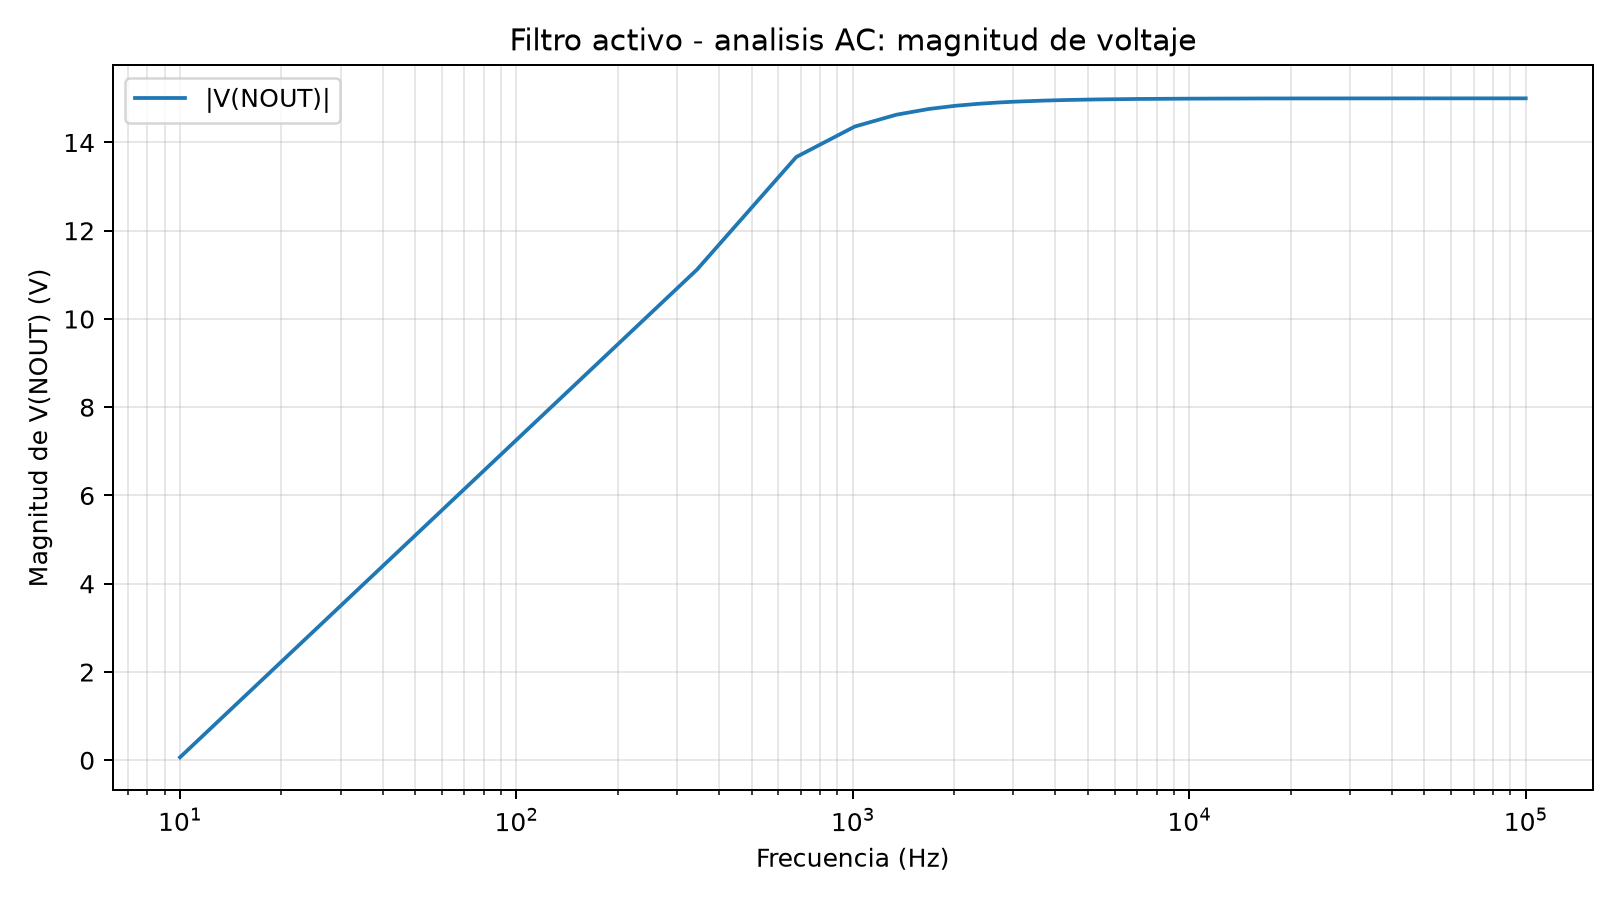 Filtro activo - analisis AC: magnitud de voltaje
|V(NOUT)|
Magnitud de V(NOUT) (V)
14
12
10
8
6
4
2
0
10¹ 10² 10³ 10⁴ 10⁵
Frecuencia (Hz)